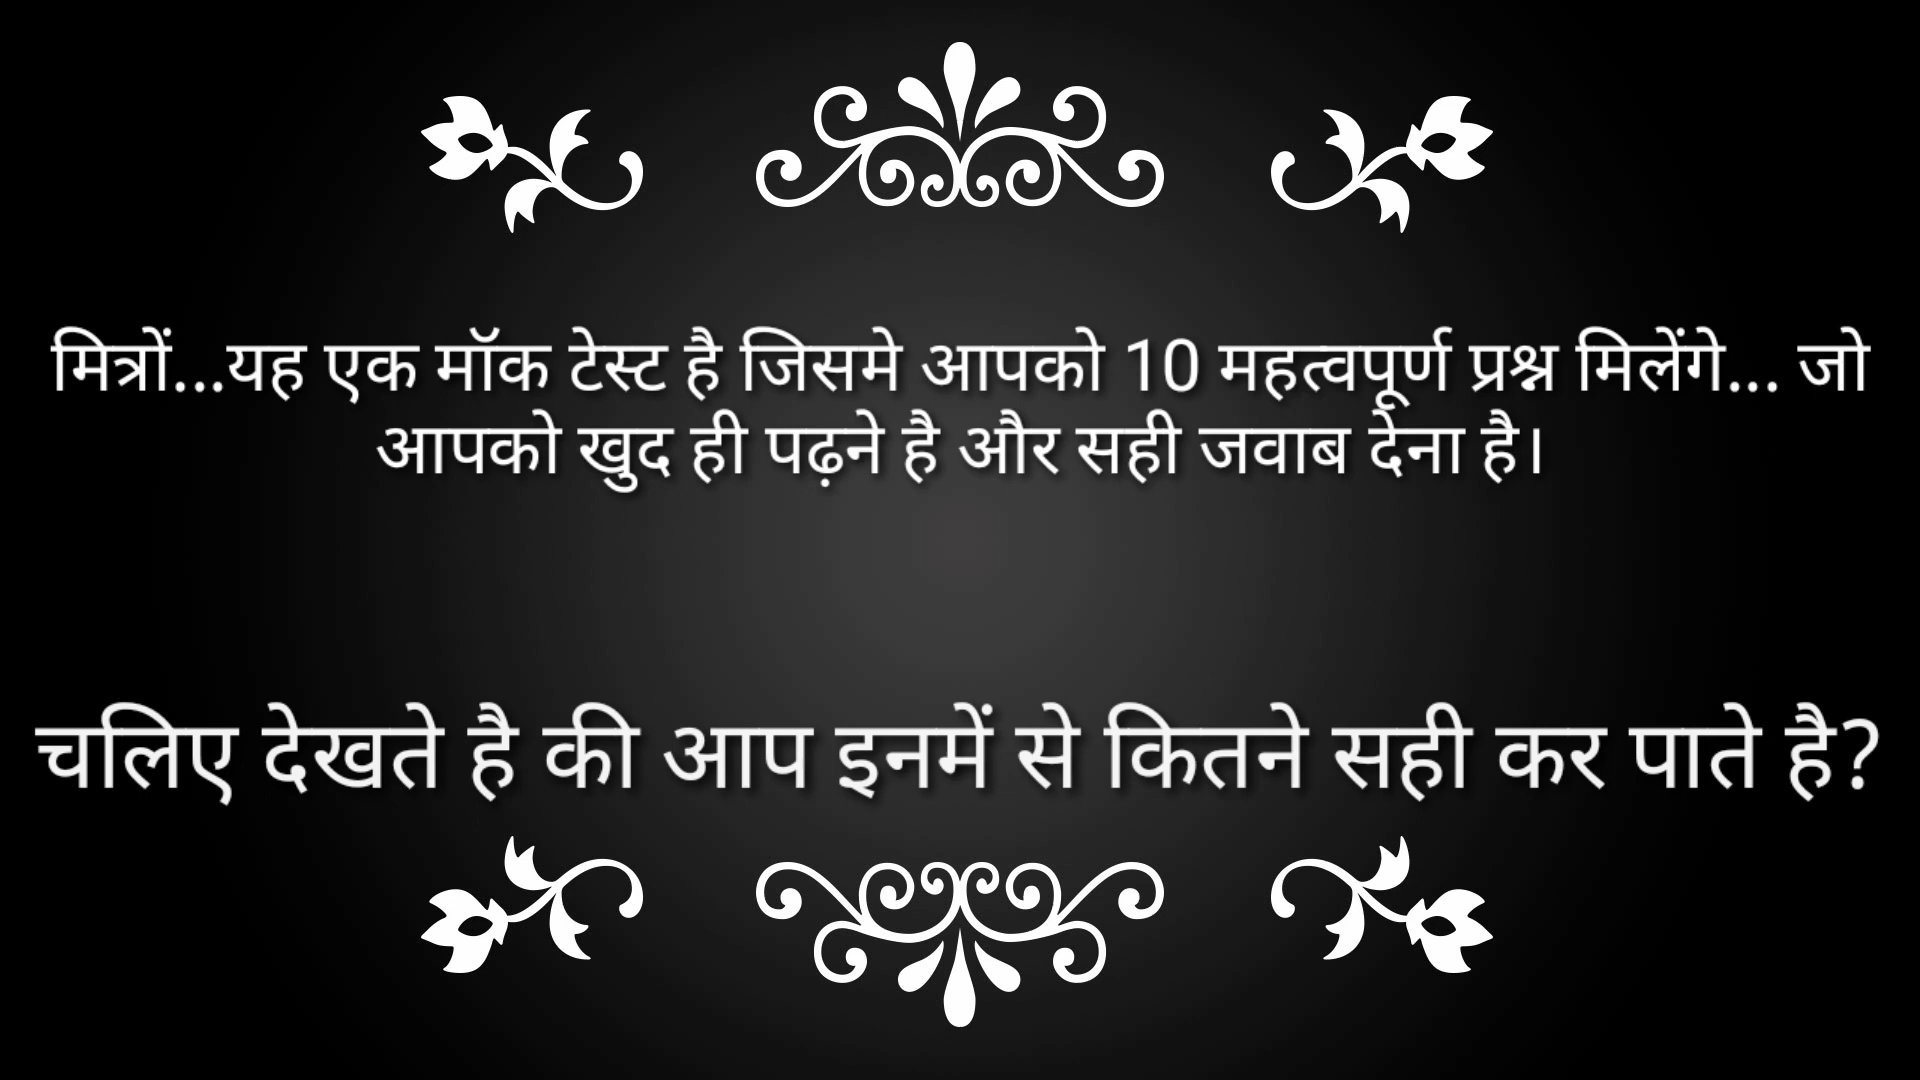 मित्रों...यह एक मॉक टेस्ट है जिसमे आपको 10 महत्वपूर्ण प्रश्न मिलेंगे... जो
आपको खुद ही पढ़ने है और सही जवाब देना है।
चलिए देखते है की आप इनमें से कितने सही कर पाते है?